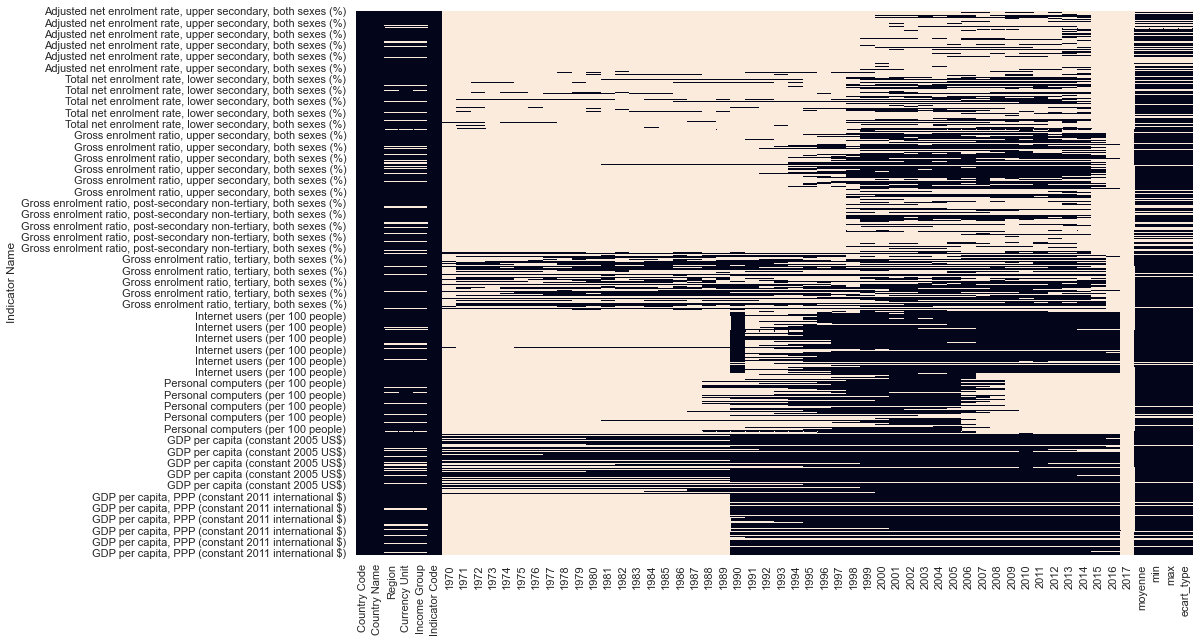 Adjusted net enrolment rate, upper secondary, both sexes (%)
Adjusted net enrolment rate, upper secondary, both sexes (%)
Adjusted net enrolment rate, upper secondary, both sexes (%)
Adjusted net enrolment rate, upper secondary, both sexes (%)
Adjusted net enrolment rate, upper secondary, both sexes (%)
Adjusted net enrolment rate, upper secondary, both sexes (%)
Total net enrolment rate, lower secondary, both sexes (%)
Total net enrolment rate, lower secondary, both sexes (%)
Total net enrolment rate, lower secondary, both sexes (%)
Total net enrolment rate, lower secondary, both sexes (%)
Total net enrolment rate, lower secondary, both sexes (%)
Gross enrolment ratio, upper secondary, both sexes (%)
Gross enrolment ratio, upper secondary, both sexes (%)
Gross enrolment ratio, upper secondary, both sexes (%)
Gross enrolment ratio, upper secondary, both sexes (%)
Gross enrolment ratio, upper secondary, both sexes (%)
Gross enrolment ratio, upper secondary, both sexes (%)
Gross enrolment ratio, post-secondary non-tertiary, both sexes (%)
Gross enrolment ratio, post-secondary non-tertiary, both sexes (%)
Gross enrolment ratio, post-secondary non-tertiary, both sexes (%)
Gross enrolment ratio, post-secondary non-tertiary, both sexes (%)
Gross enrolment ratio, post-secondary non-tertiary, both sexes (%)
Gross enrolment ratio, tertiary, both sexes (%)
Gross enrolment ratio, tertiary, both sexes (%)
Gross enrolment ratio, tertiary, both sexes (%)
Gross enrolment ratio, tertiary, both sexes (%)
Gross enrolment ratio, tertiary, both sexes (%)
Internet users (per 100 people)
Internet users (per 100 people)
Internet users (per 100 people)
Internet users (per 100 people)
Internet users (per 100 people)
Internet users (per 100 people)
Personal computers (per 100 people)
Personal computers (per 100 people)
Personal computers (per 100 people)
Personal computers (per 100 people)
Personal computers (per 100 people)
GDP per capita (constant 2005 US$)
GDP per capita (constant 2005 US$)
GDP per capita (constant 2005 US$)
GDP per capita (constant 2005 US$)
GDP per capita (constant 2005 US$)
GDP per capita, PPP (constant 2011 international $)
GDP per capita, PPP (constant 2011 international $)
GDP per capita, PPP (constant 2011 international $)
GDP per capita, PPP (constant 2011 international $)
GDP per capita, PPP (constant 2011 international $)
GDP per capita, PPP (constant 2011 international $)
Indicator Name
Country Code
Country Name
Region
Currency Unit
Income Group
Indicator Code
1970
1971
1972
1973
1974
1975
1976
1977
1978
1979
1980
1981
1982
1983
1984
1985
1986
1987
1988
1989
1990
1991
1992
1993
1994
1995
1996
1997
1998
1999
2000
2001
2002
2003
2004
2005
2006
2007
2008
2009
2010
2011
2012
2013
2014
2015
2016
2017
moyenne
min
max
ecart_type